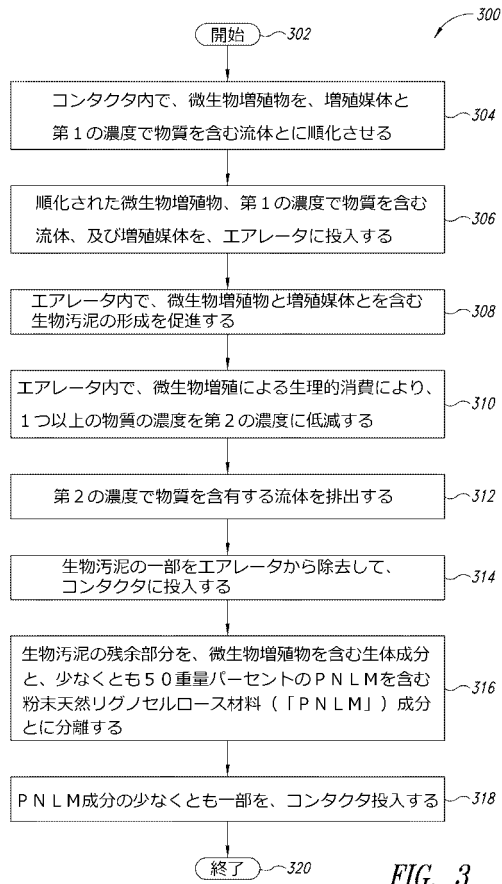 300
開始
302
コンタクタ内で、微生物増殖物を、増殖媒体と
第１の濃度で物質を含む流体とに順化させる
304
順化された微生物増殖物、第１の濃度で物質を含む
流体、及び増殖媒体を、エアレータに投入する
306
エアレータ内で、微生物増殖物と増殖媒体とを含む
生物汚泥の形成を促進する
308
エアレータ内で、微生物増殖による生理的消費により、
１つ以上の物質の濃度を第２の濃度に低減する
310
第２の濃度で物質を含有する流体を排出する
312
生物汚泥の一部をエアレータから除去して、
コンタクタに投入する
314
生物汚泥の残余部分を、微生物増殖物を含む生体成分
と、少なくとも５０重量パーセントのＰＮＬＭを含む
粉末天然リグノセルロース材料（「ＰＮＬＭ」）成分
とに分離する
316
ＰＮＬＭ成分の少なくとも一部を、コンタクタ投入する
318
終了
320
FIG. 3